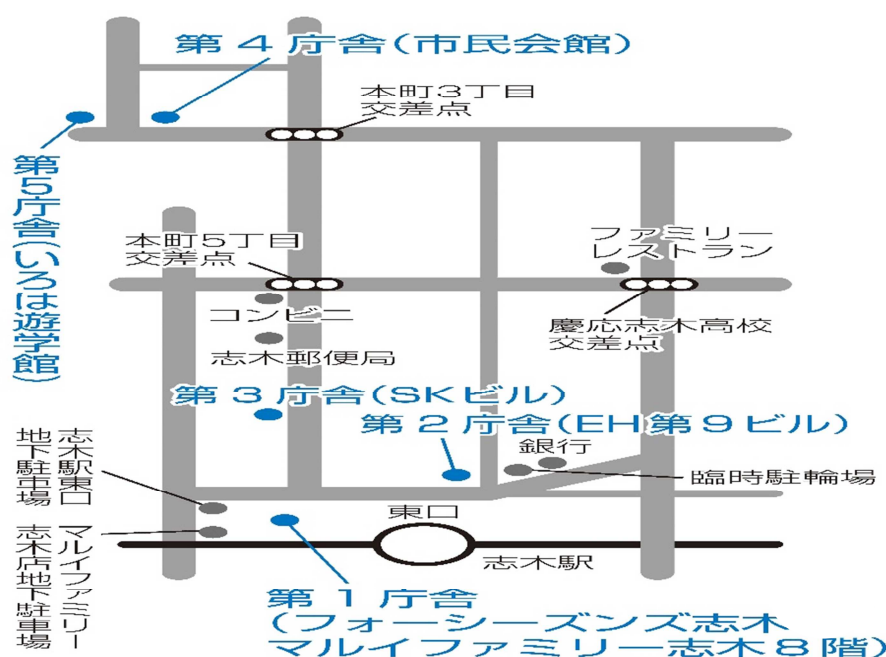 第4庁舎(市民会館)
本町3丁目
交差点
第5庁舎(いろは遊学館)
本町5丁目
交差点
ファミリー
レストラン
コンビニ
慶応志木高校
交差点
志木郵便局
第3庁舎(SKビル)
第2庁舎(EH第9ビル)
銀行
臨時駐輪場
志木駅東口
地下駐車場
東口
志木駅
マルイファミリー
志木店地下駐車場
第1庁舎
(フォーシーズンズ志木
マルイファミリー志木8階)